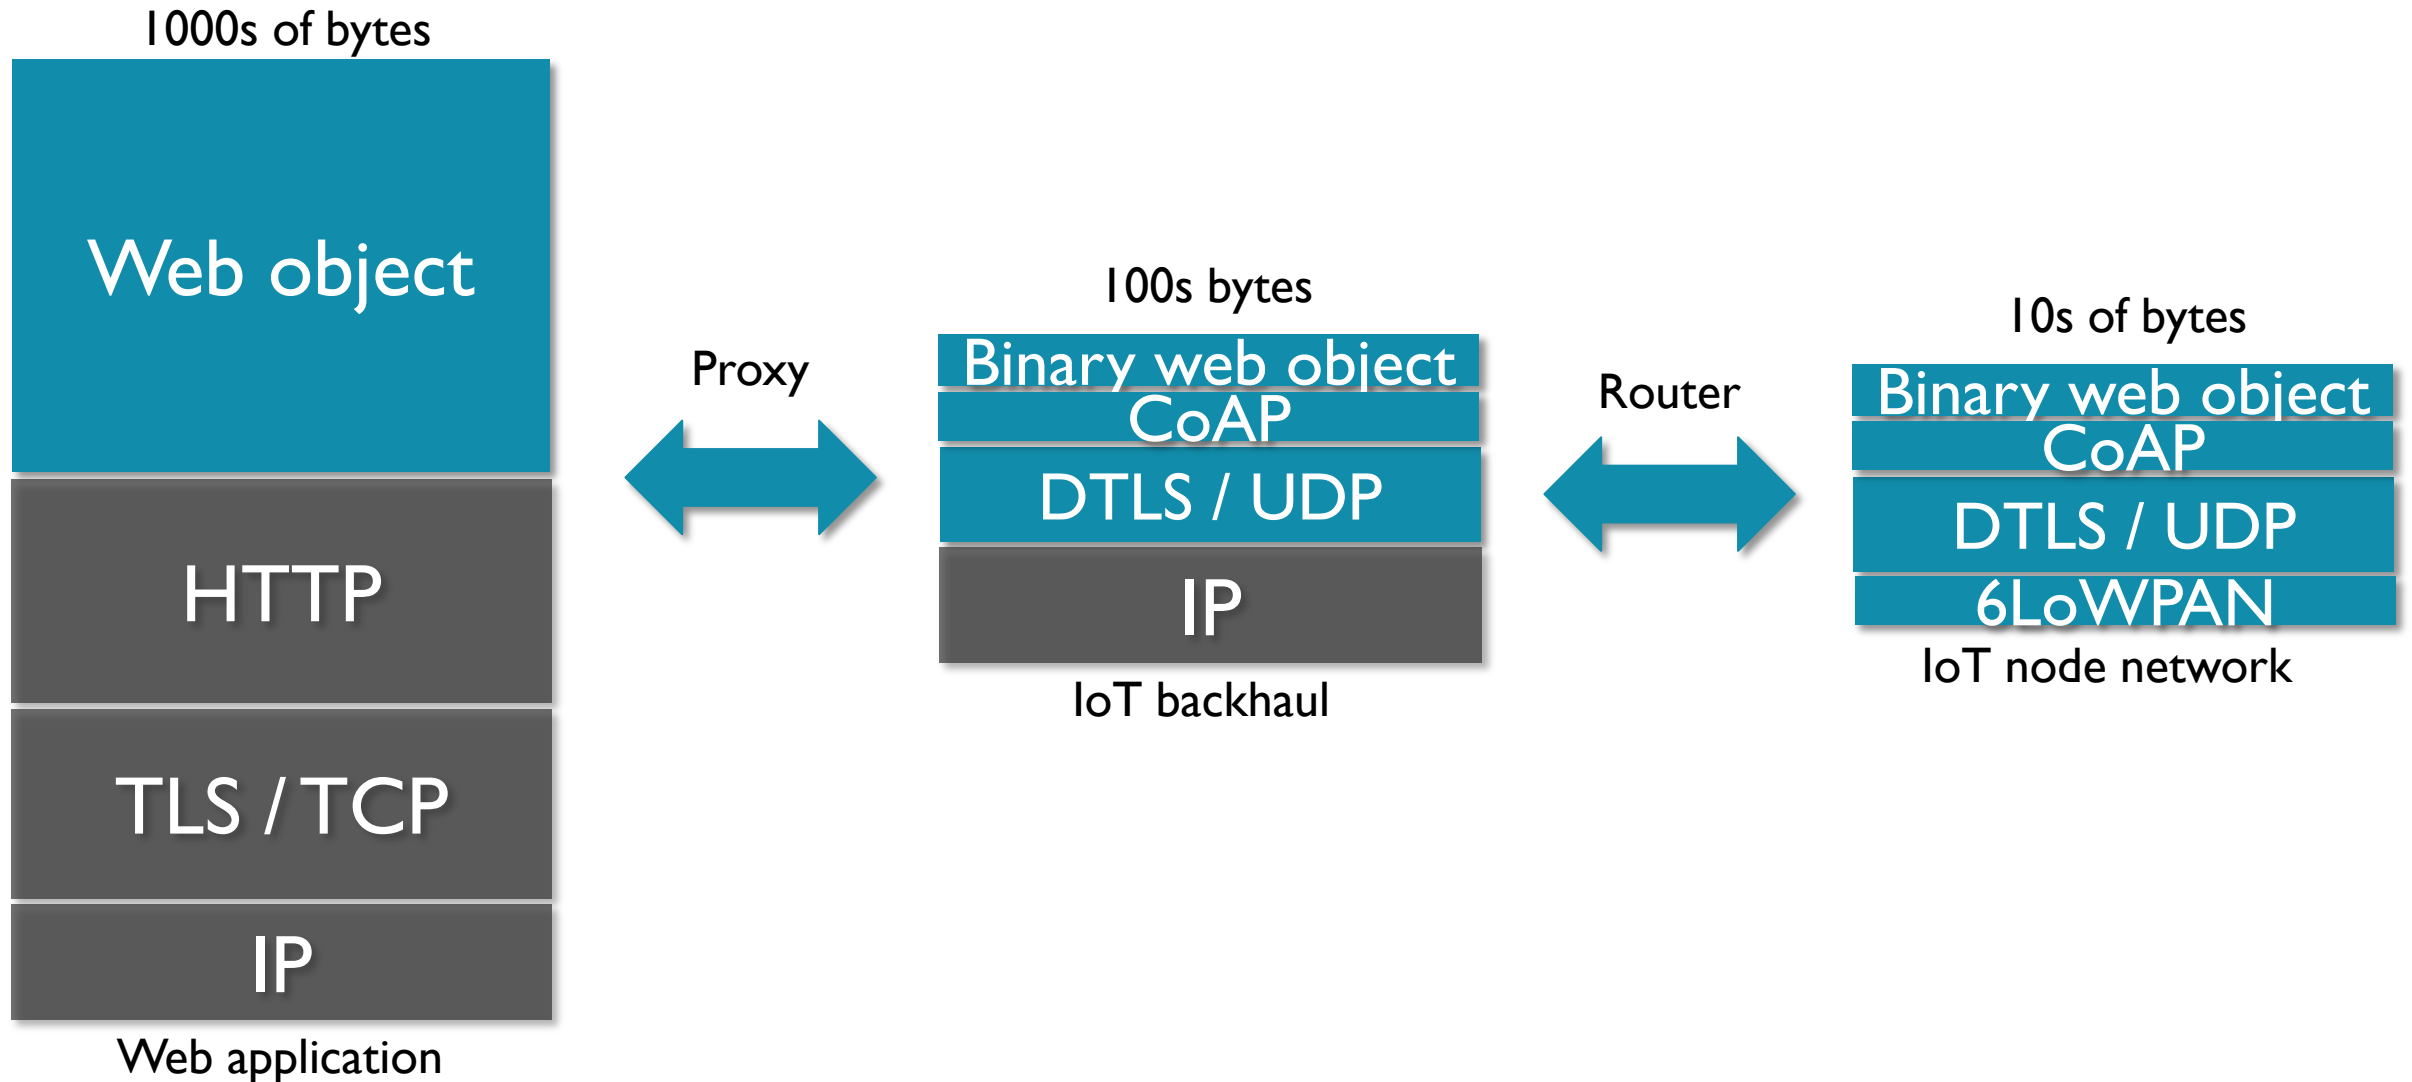 1000s of bytes
Web object
HTTP
TLS / TCP
IP
Web application
Proxy
100s bytes
Binary web object
CoAP
DTLS / UDP
IP
IoT backhaul
Router
10s of bytes
Binary web object
CoAP
DTLS / UDP
6LoWPAN
IoT node network